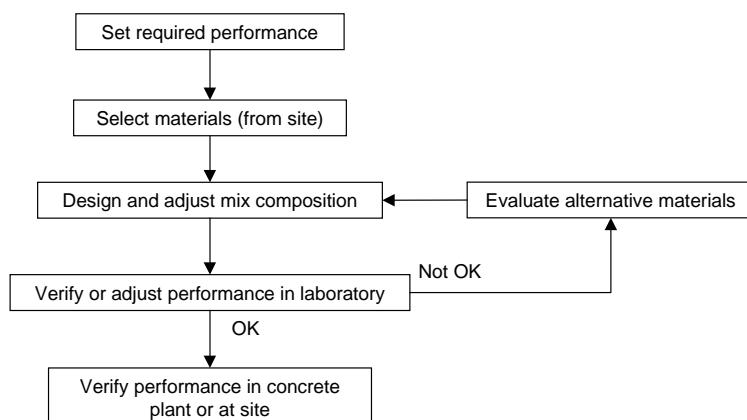 Set required performance
Select materials (from site)
Design and adjust mix composition
Evaluate alternative materials
Not OK
Verify or adjust performance in laboratory
OK
Verify performance in concrete
plant or at site